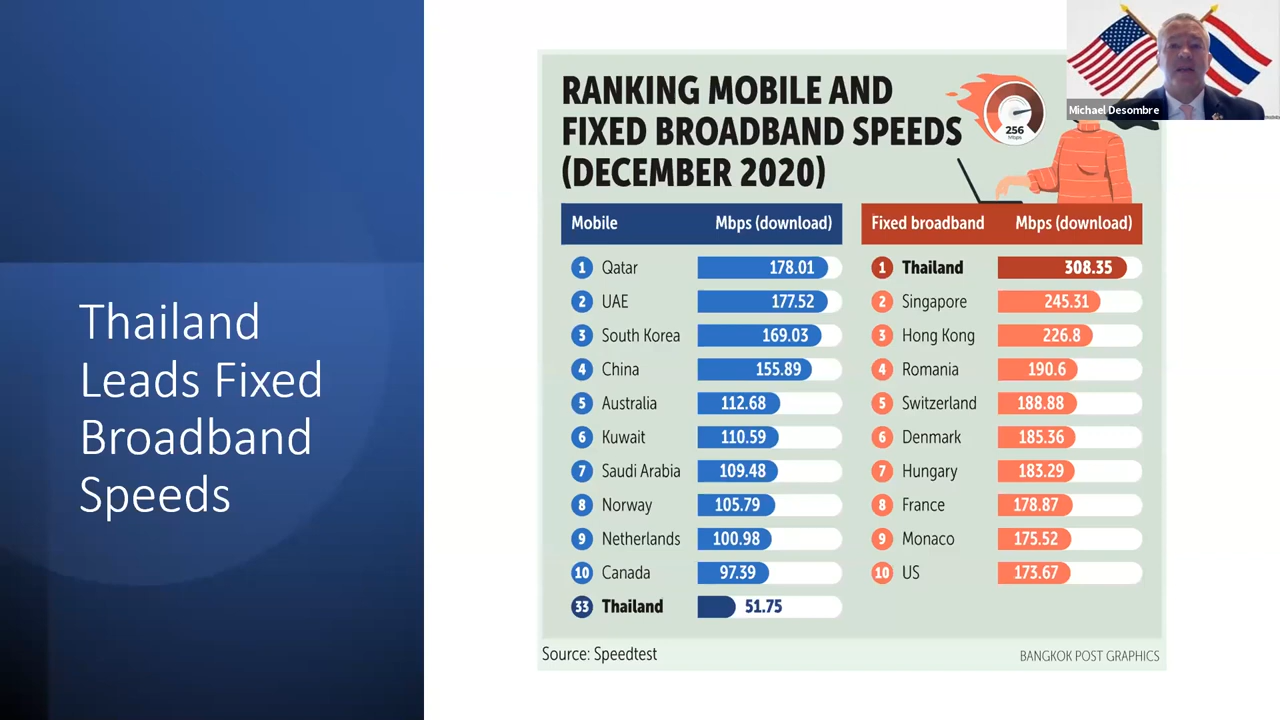 Thailand
Leads Fixed
Broadband
Speeds
RANKING MOBILE AND
FIXED BROADBAND SPEEDS
(DECEMBER 2020)
256
Mbps
Michael Desombre
Mobile Mbps (download)
1 Qatar 178.01
2 UAE 177.52
3 South Korea 169.03
4 China 155.89
5 Australia 112.68
6 Kuwait 110.59
7 Saudi Arabia 109.48
8 Norway 105.79
9 Netherlands 100.98
10 Canada 97.39
33 Thailand 51.75
Fixed broadband Mbps (download)
1 Thailand 308.35
2 Singapore 245.31
3 Hong Kong 226.8
4 Romania 190.6
5 Switzerland 188.88
6 Denmark 185.36
7 Hungary 183.29
8 France 178.87
9 Monaco 175.52
10 US 173.67
Source: Speedtest
BANGKOK POST GRAPHICS